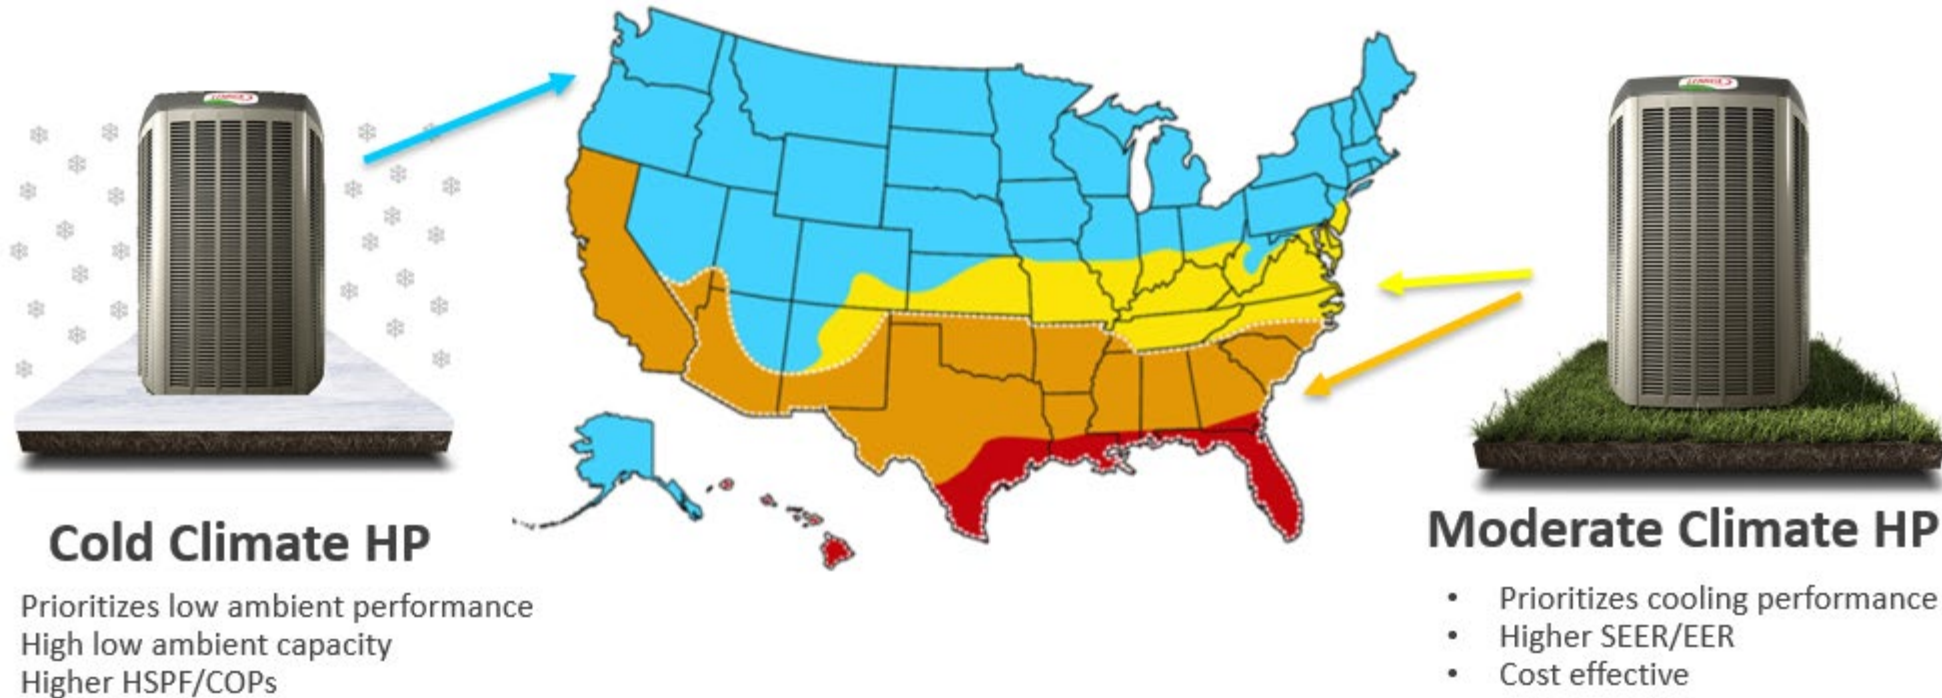 Cold Climate HP
Prioritizes low ambient performance
High low ambient capacity
Higher HSPF/COPs
Moderate Climate HP
• Prioritizes cooling performance
• Higher SEER/EER
• Cost effective